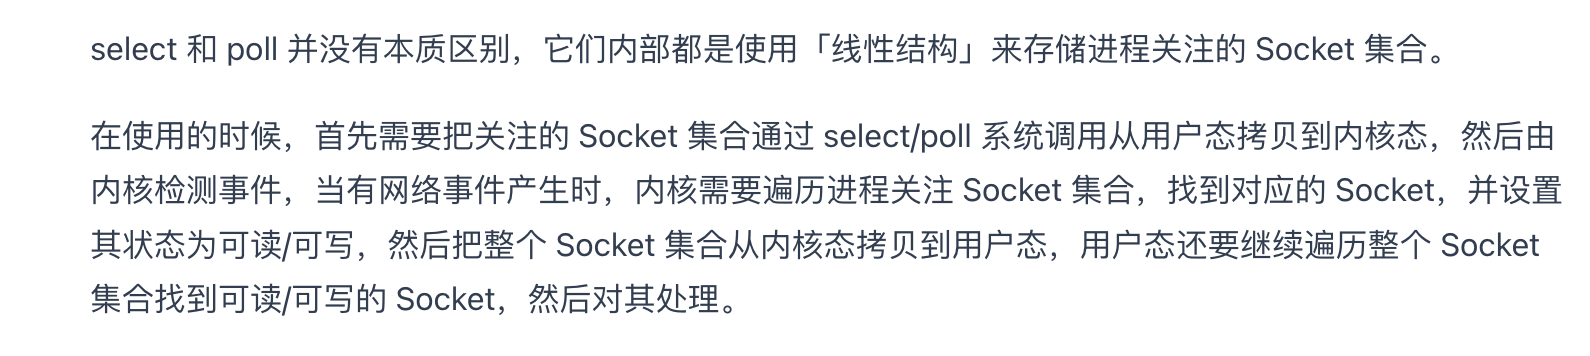 select 和 poll 并没有本质区别，它们内部都是使用「线性结构」来存储进程关注的 Socket 集合。
在使用的时候，首先需要把关注的 Socket 集合通过 select/poll 系统调用从用户态拷贝到内核态，然后由
内核检测事件，当有网络事件产生时，内核需要遍历进程关注 Socket 集合，找到对应的 Socket，并设置
其状态为可读/可写，然后把整个 Socket 集合从内核态拷贝到用户态，用户态还要继续遍历整个 Socket
集合找到可读/可写的 Socket，然后对其处理。